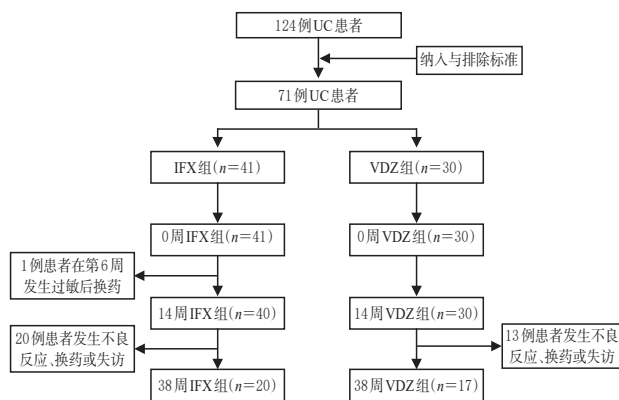 124例UC患者
纳入与排除标准
71例UC患者
IFX组(n=41)
VDZ组(n=30)
0周IFX组(n=41)
0周VDZ组(n=30)
1例患者在第6周
发生过敏后换药
14周IFX组(n=40)
14周VDZ组(n=30)
20例患者发生不良
反应、换药或失访
13例患者发生不良
反应、换药或失访
38周IFX组(n=20)
38周VDZ组(n=17)